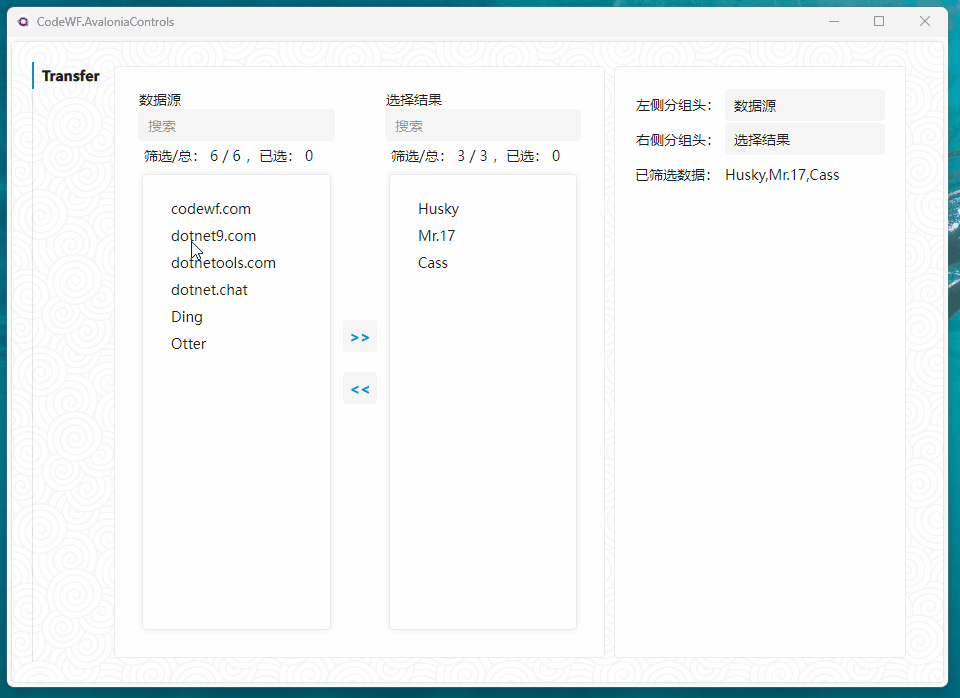 CodeWF.AvaloniaControls
Transfer
数据源
搜索
筛选/总： 6 / 6 ，已选： 0
codewf.com
dotnet9.com
dotnetools.com
dotnet.chat
Ding
Otter
>>
<<
选择结果
搜索
筛选/总： 3 / 3 ，已选： 0
Husky
Mr.17
Cass
左侧分组头： 数据源
右侧分组头： 选择结果
已筛选数据： Husky,Mr.17,Cass